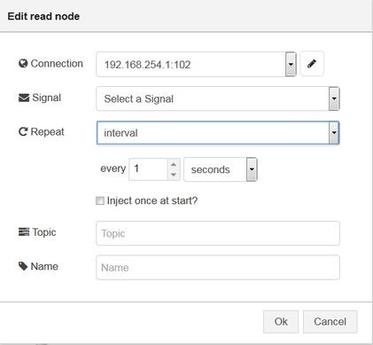 Edit read node
Connection 192.168.254.1:102
Signal Select a Signal
Repeat interval
every 1 seconds
Inject once at start?
Topic Topic
Name Name
Ok Cancel